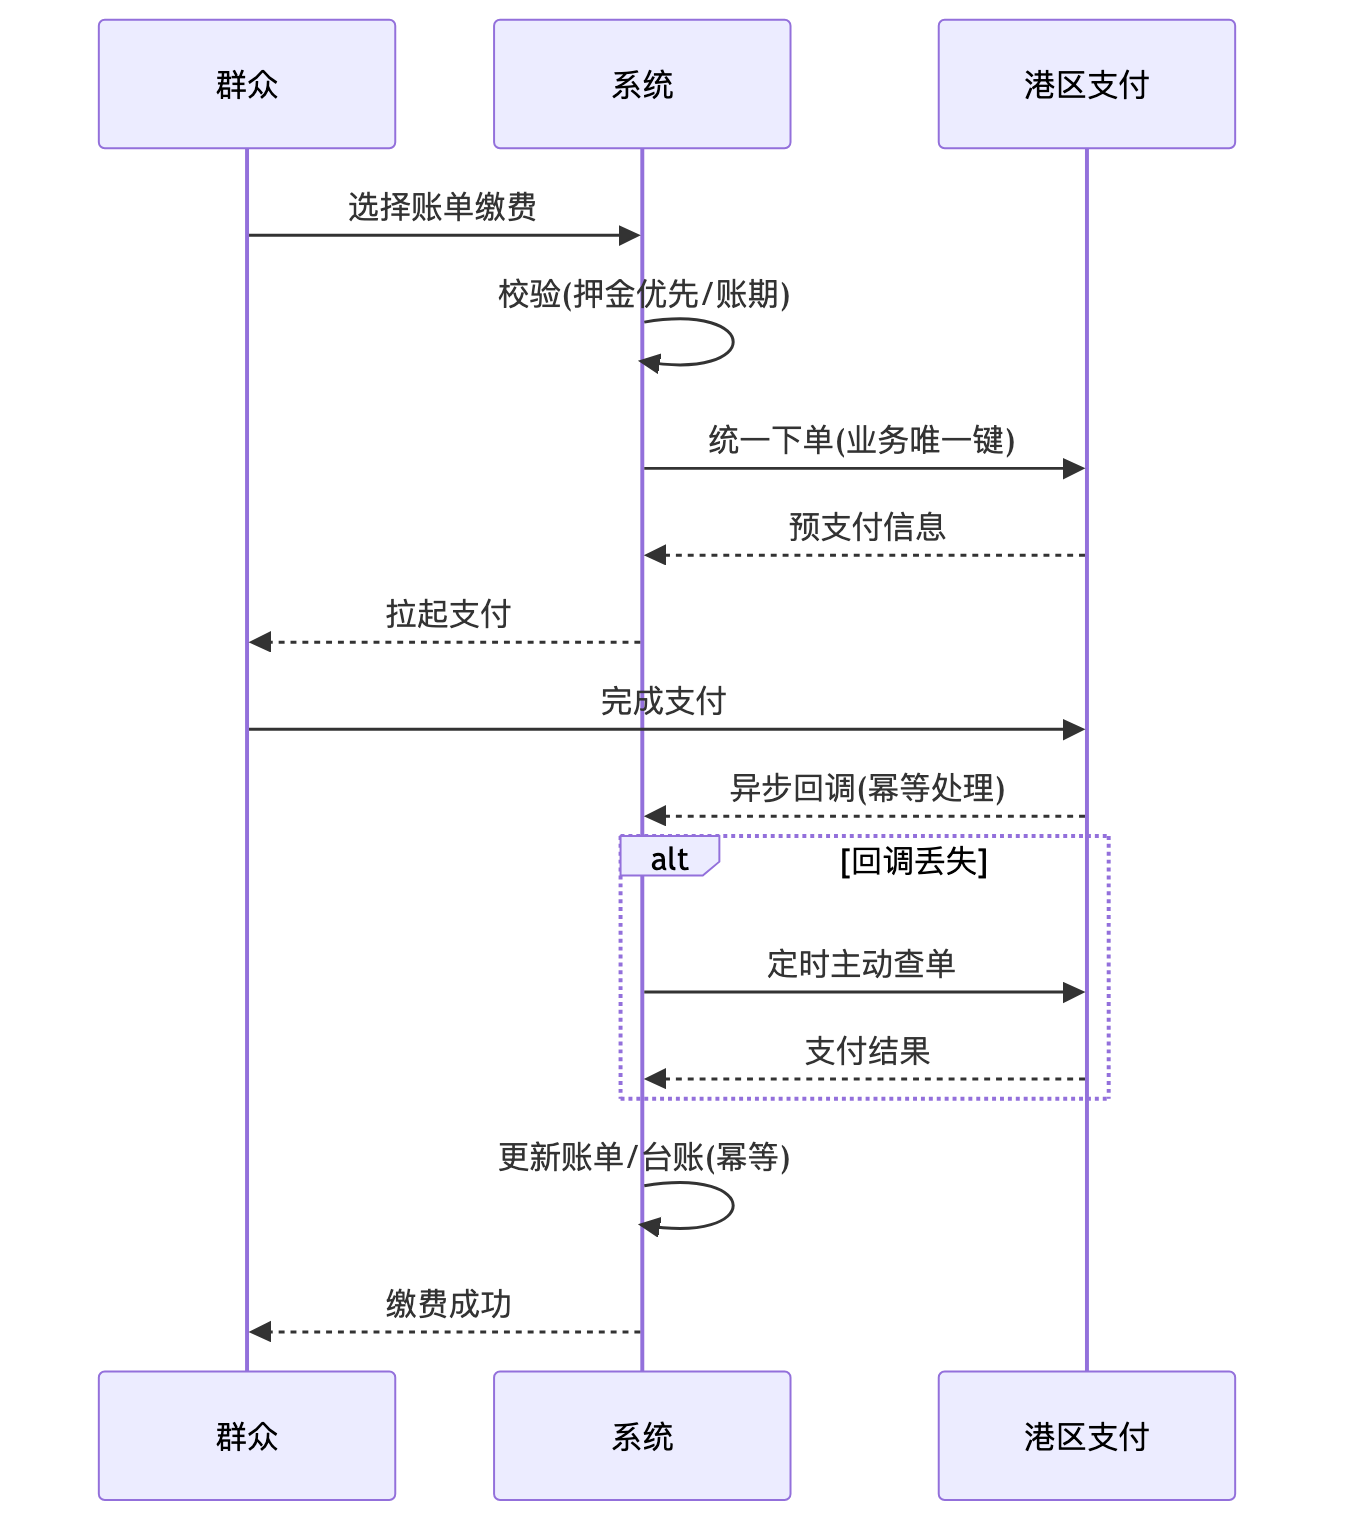 群众
系统
港区支付
选择账单缴费
校验(押金优先/账期)
统一下单(业务唯一键)
预支付信息
拉起支付
完成支付
异步回调(幂等处理)
alt
[回调丢失]
定时主动查单
支付结果
更新账单/台账(幂等)
缴费成功
群众
系统
港区支付